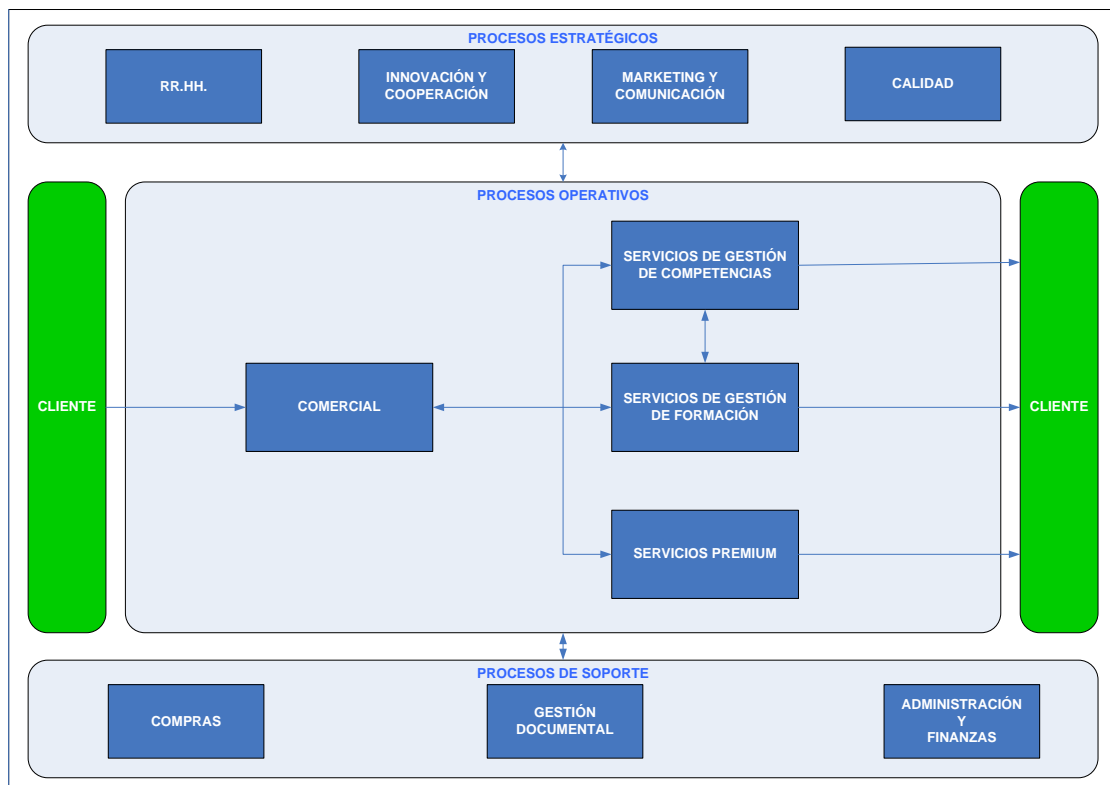 PROCESOS ESTRATÉGICOS
RR.HH.
INNOVACIÓN Y
COOPERACIÓN
MARKETING Y
COMUNICACIÓN
CALIDAD
PROCESOS OPERATIVOS
CLIENTE
COMERCIAL
SERVICIOS DE GESTIÓN
DE COMPETENCIAS
SERVICIOS DE GESTIÓN
DE FORMACIÓN
SERVICIOS PREMIUM
CLIENTE
PROCESOS DE SOPORTE
COMPRAS
GESTIÓN
DOCUMENTAL
ADMINISTRACIÓN
Y
FINANZAS